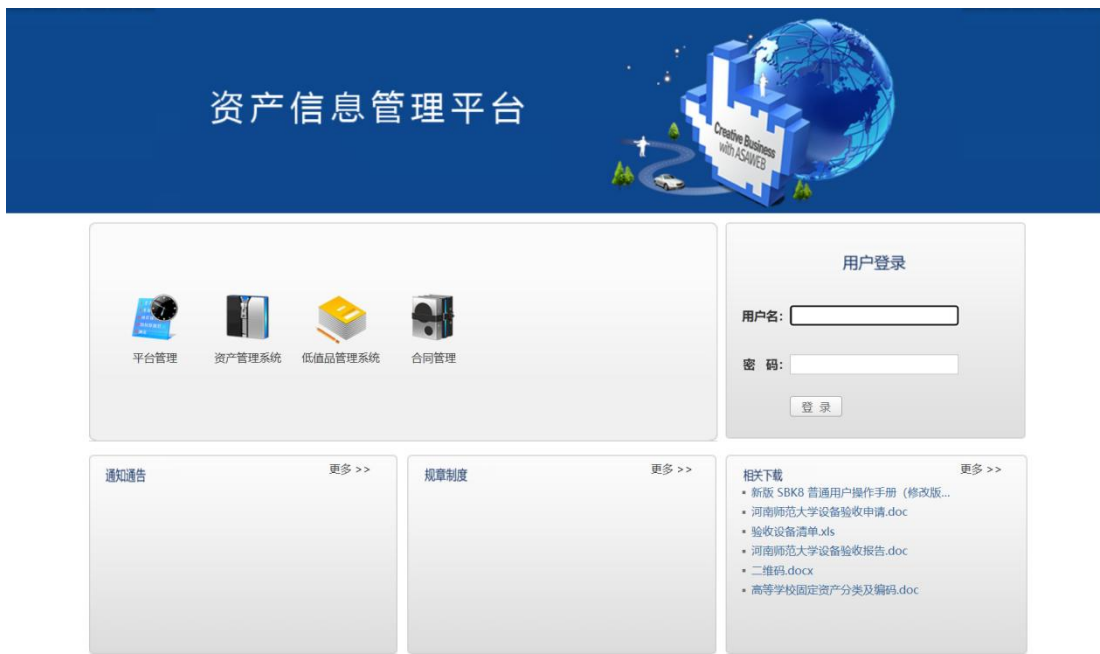 资产信息管理平台
Creative Business
with ASAWEB
平台管理
资产管理系统
低值品管理系统
合同管理
用户登录
用户名:
密 码:
登 录
通知通告
更多 >>
规章制度
更多 >>
相关下载
更多 >>
▪ 新版 SBK8 普通用户操作手册（修改版...
▪ 河南师范大学设备验收申请.doc
▪ 验收设备清单.xls
▪ 河南师范大学设备验收报告.doc
▪ 二维码.docx
▪ 高等学校固定资产分类及编码.doc